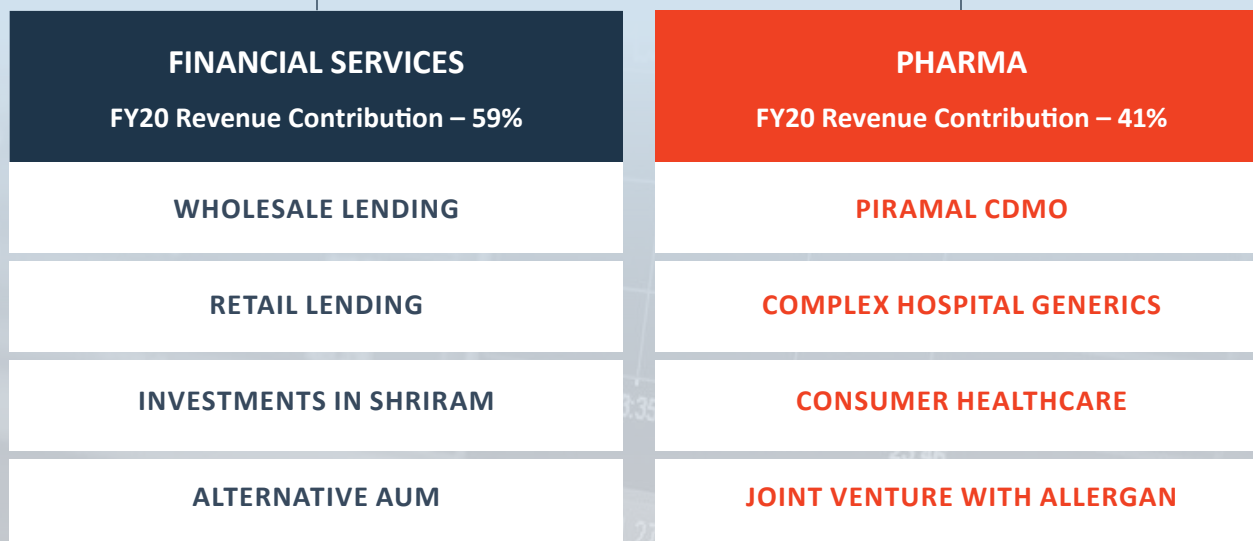 FINANCIAL SERVICES
FY20 Revenue Contribution – 59%
WHOLESALE LENDING
RETAIL LENDING
INVESTMENTS IN SHRIRAM
ALTERNATIVE AUM
PHARMA
FY20 Revenue Contribution – 41%
PIRAMAL CDMO
COMPLEX HOSPITAL GENERICS
CONSUMER HEALTHCARE
JOINT VENTURE WITH ALLERGAN